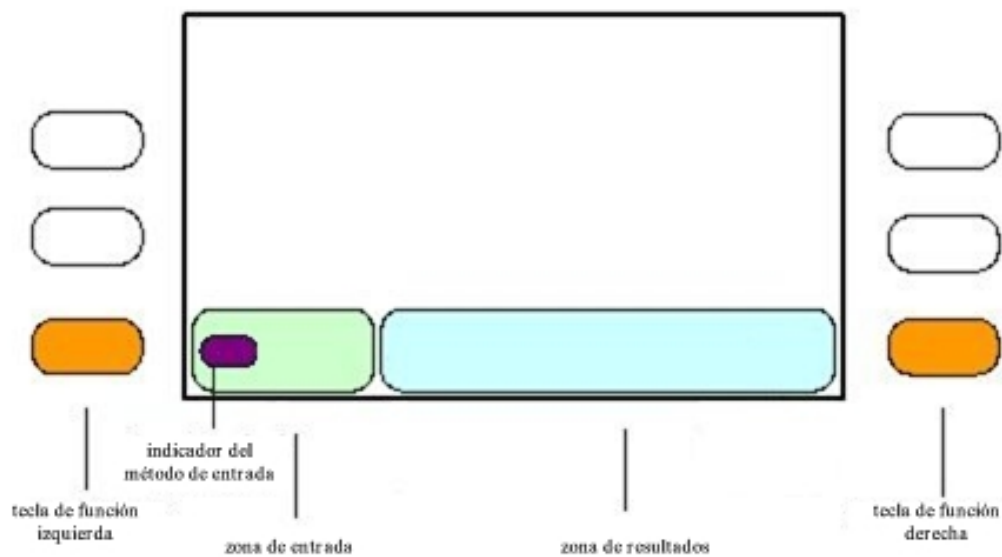 indicador del
método de entrada
tecla de función
izquierda
zona de entrada
zona de resultados
tecla de función
derecha